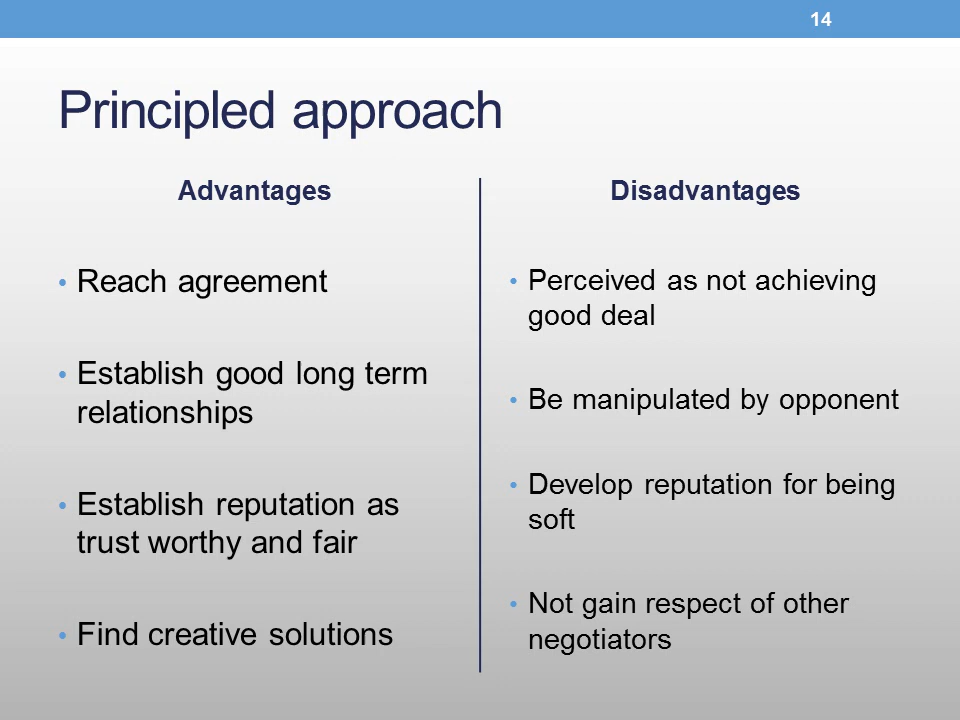 14
Principled approach
Advantages
• Reach agreement
• Establish good long term
relationships
• Establish reputation as
trust worthy and fair
• Find creative solutions
Disadvantages
• Perceived as not achieving
good deal
• Be manipulated by opponent
• Develop reputation for being
soft
• Not gain respect of other
negotiators